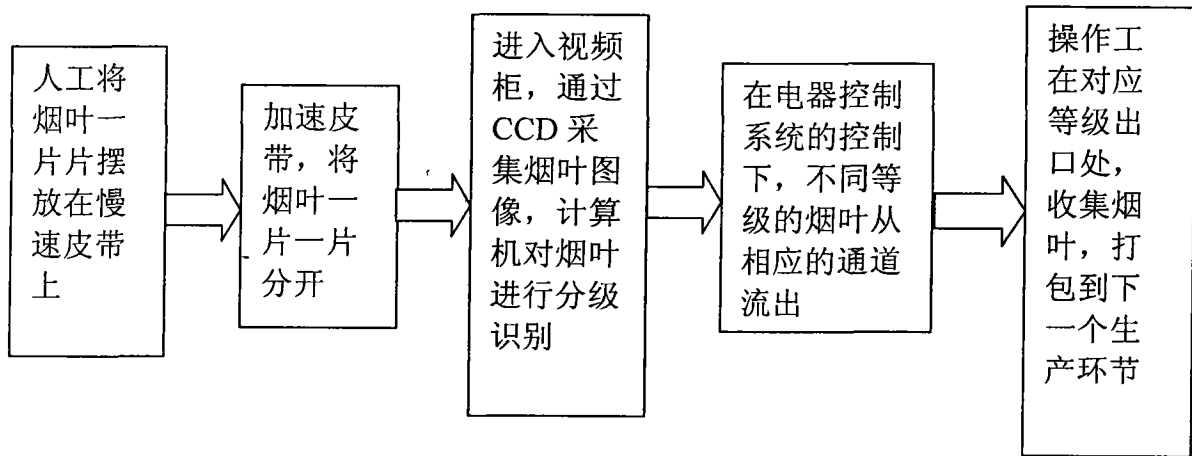 人工将
烟叶一
片片摆
放在慢
速皮带
上
加速皮
带，将
烟叶一
片一片
分开
进入视频
柜，通过
CCD 采
集烟叶图
像，计算
机对烟叶
进行分级
识别
在电器控制
系统的控制
下，不同等
级的烟叶从
相应的通道
流出
操作工
在对应
等级出
口处，
收集烟
叶，打
包到下
一个生
产环节